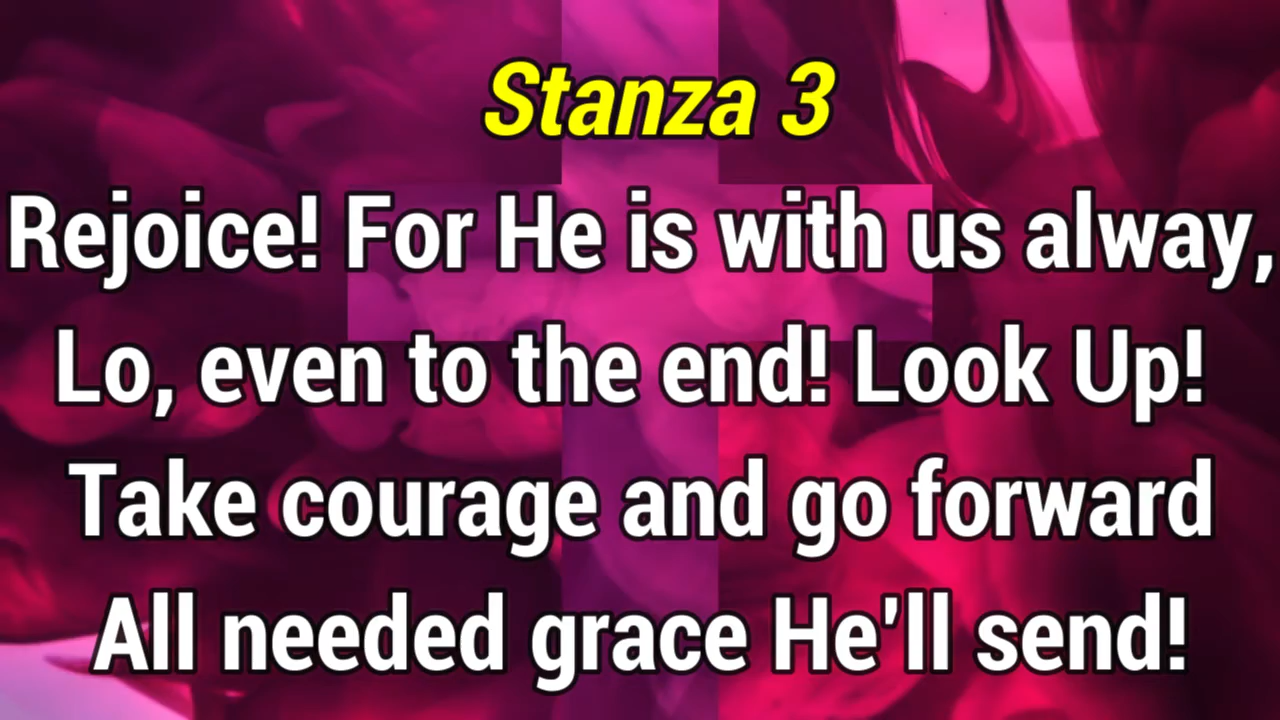 Stanza 3
Rejoice! For He is with us alway,
Lo, even to the end! Look Up!
Take courage and go forward
All needed grace He'll send!